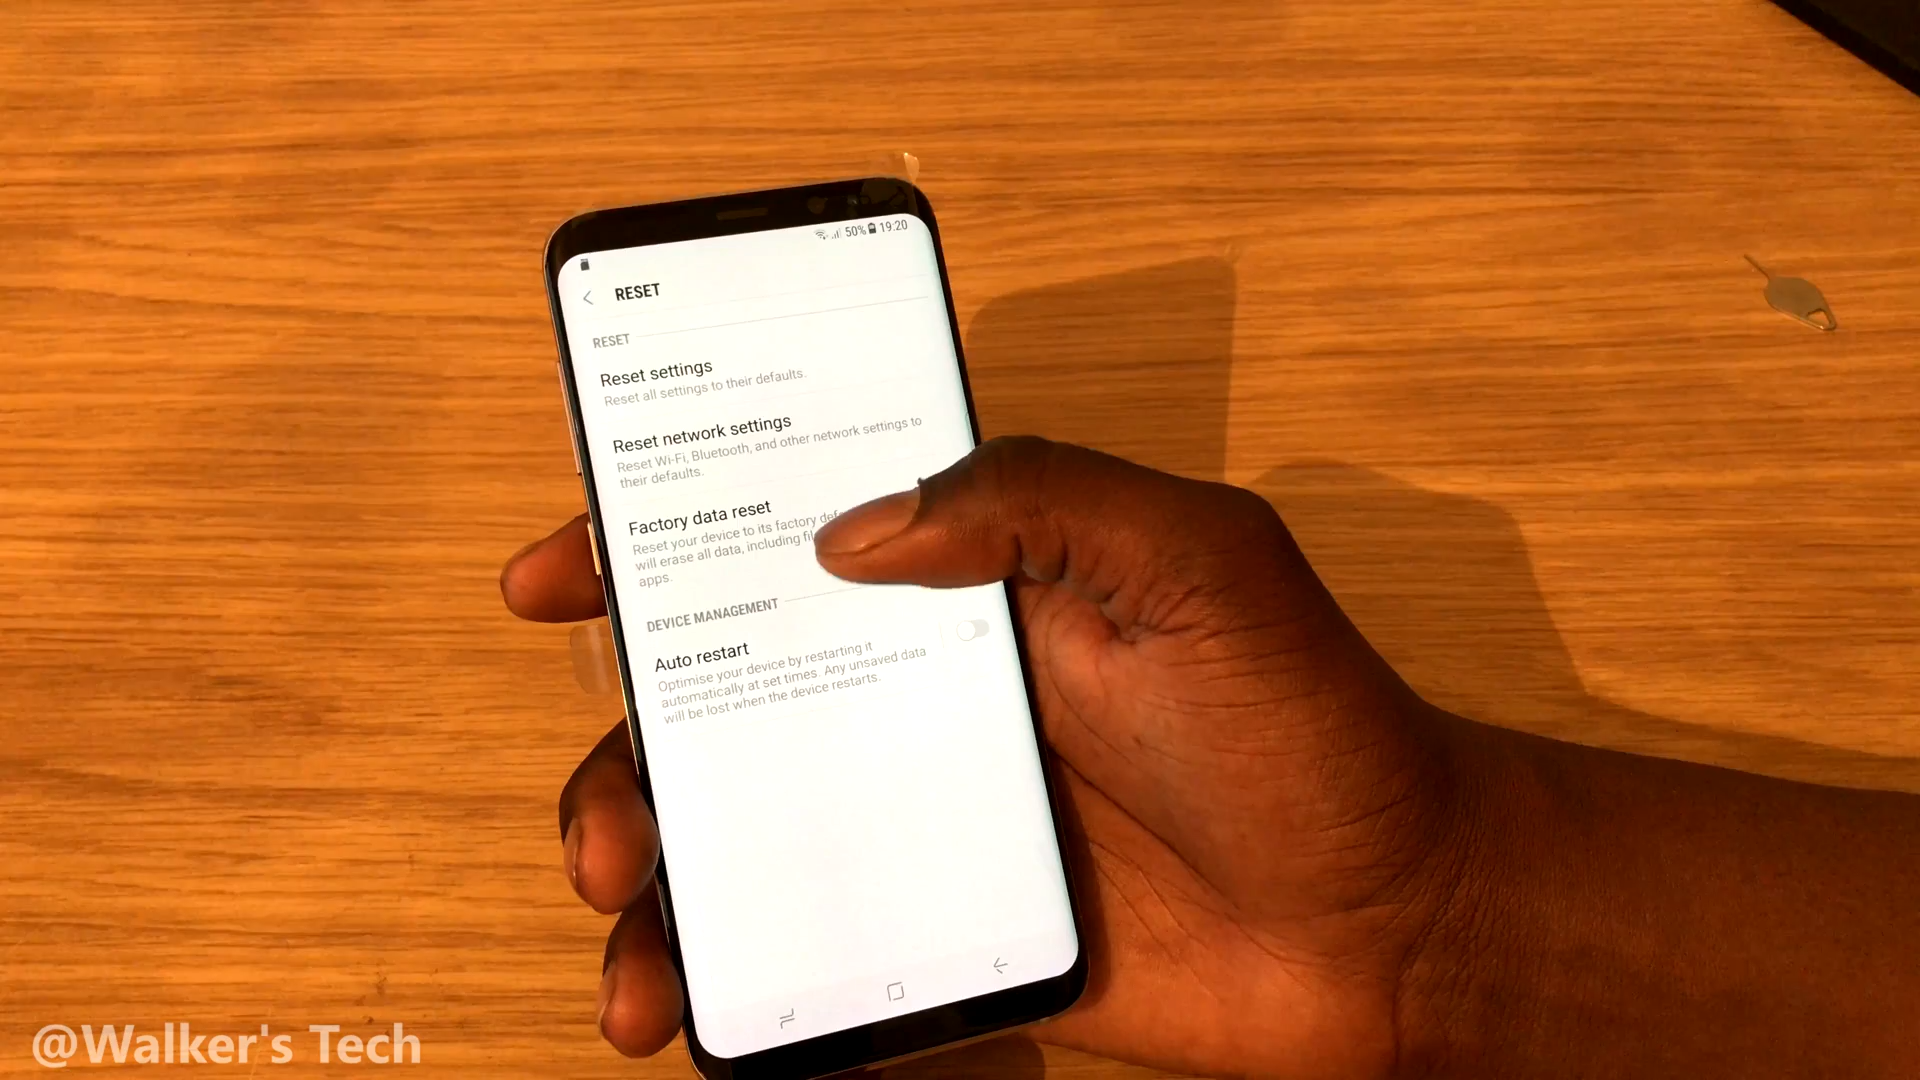 50% 19:20
RESET
RESET
Reset settings
Reset all settings to their defaults.
Reset network settings
Reset Wi-Fi, Bluetooth, and other network settings to
their defaults.
Factory data reset
Reset your device to its factory
will erase all data, including
apps.
DEVICE MANAGEMENT
Auto restart
Optimise your device by restarting it
automatically at set times. Any unsaved data
will be lost when the device restarts.
@Walker's Tech